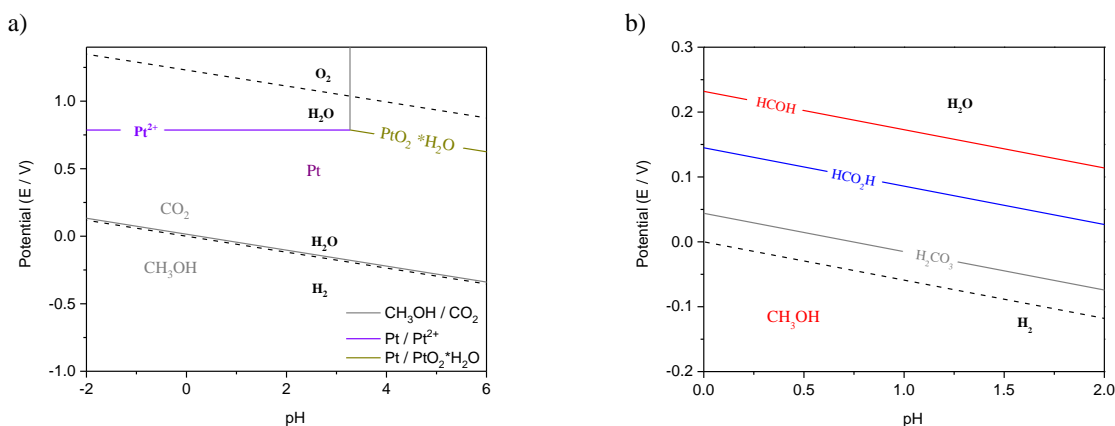 a)
Potential (E / V)
1.0
0.5
0.0
-0.5
-1.0
O₂
H₂O
Pt²⁺
PtO₂ *H₂O
Pt
CO₂
H₂O
CH₃OH
H₂
CH₃OH / CO₂
Pt / Pt²⁺
Pt / PtO₂*H₂O
-2 0 2 4 6
pH
b)
Potential (E / V)
0.3
0.2
0.1
0.0
-0.1
-0.2
HCOH
H₂O
HCO₂H
H₂CO₃
CH₃OH
H₂
0.0 0.5 1.0 1.5 2.0
pH